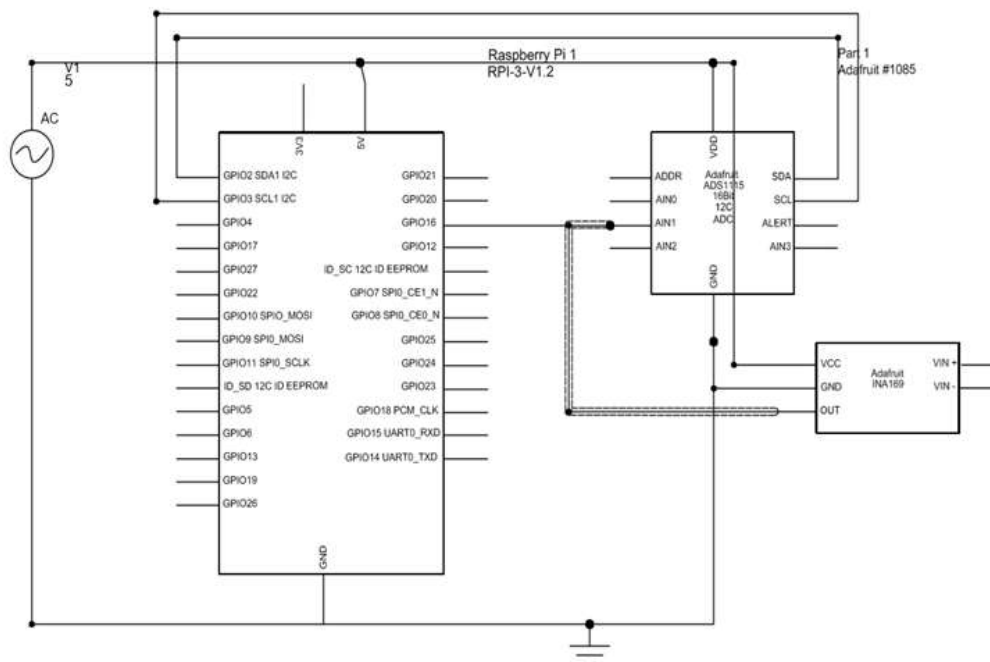 V1
5
AC
Raspberry Pi 1
RPI-3-V1.2
Part 1
Adafruit #1085
3V3
5V
GPIO2 SDA1 I2C
GPIO3 SCL1 I2C
GPIO4
GPIO17
GPIO27
GPIO22
GPIO10 SPIO_MOSI
GPIO9 SPI0_MOSI
GPIO11 SPI0_SCLK
ID_SD 12C ID EEPROM
GPIO5
GPIO6
GPIO13
GPIO19
GPIO26
GPIO21
GPIO20
GPIO16
GPIO12
ID_SC 12C ID EEPROM
GPIO7 SPI0_CE1_N
GPIO8 SPI0_CE0_N
GPIO25
GPIO24
GPIO23
GPIO18 PCM_CLK
GPIO15 UART0_RXD
GPIO14 UART0_TXD
GND
VDD
ADDR
AIN0
AIN1
AIN2
Adafruit
ADS1115
16Bit
12C
ADC
SDA
SCL
ALERT
AIN3
GND
VCC
GND
OUT
Adafruit
INA169
VIN +
VIN -